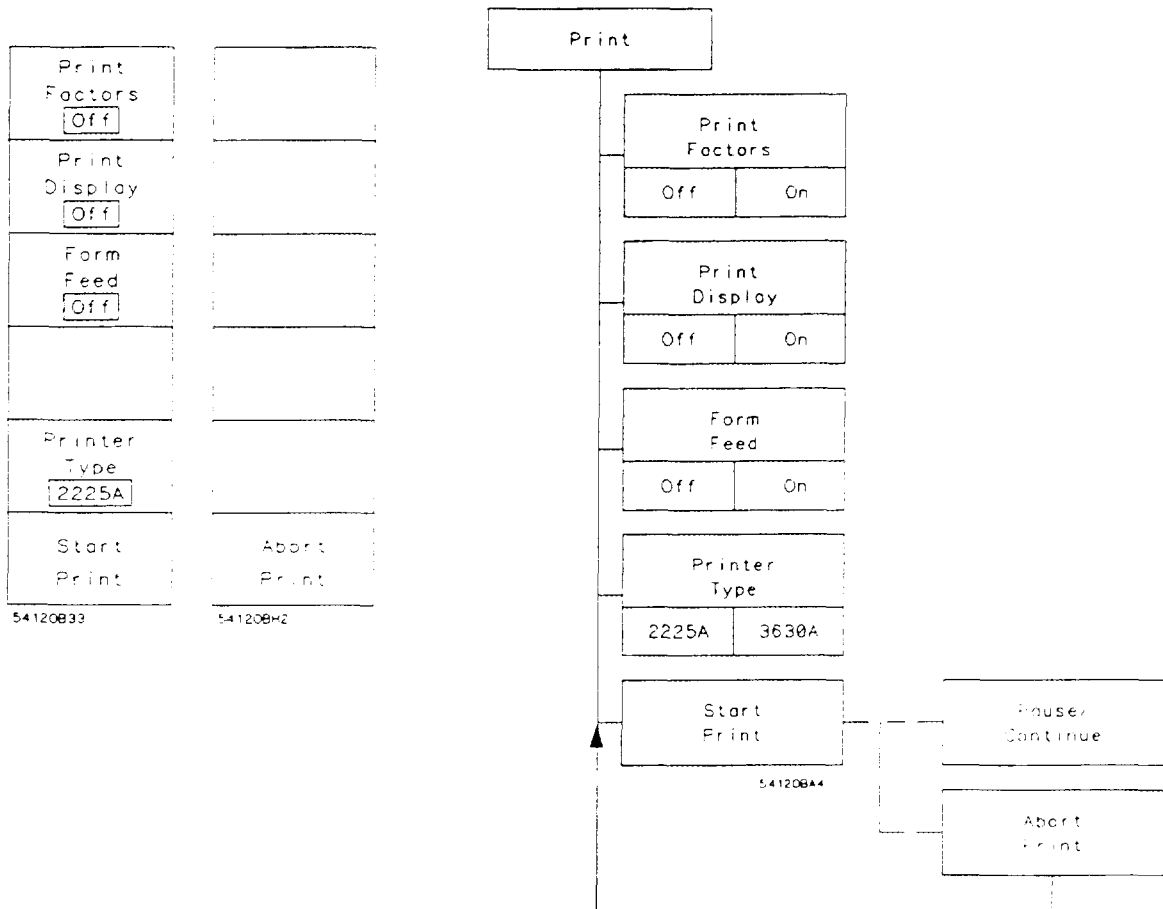 Print
Factors
Off
Print
Display
Off
Form
Feed
Off
Printer
Type
2225A
Start
Print
54120B33
Abort
Print
54120BH2
Print
Print
Factors
Off On
Print
Display
Off On
Form
Feed
Off On
Printer
Type
2225A 3630A
Start
Print
54120BA4
Pause/
Continue
Abort
Print